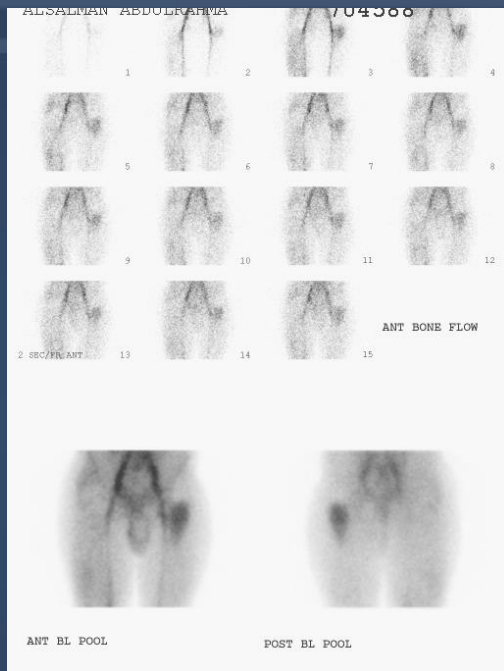 ALSALMAN ABDULRAHMA 704588
1 2 3 4
5 6 7 8
9 10 11 12
ANT BONE FLOW
2 SEC/FR ANT 13 14 15
ANT BL POOL POST BL POOL